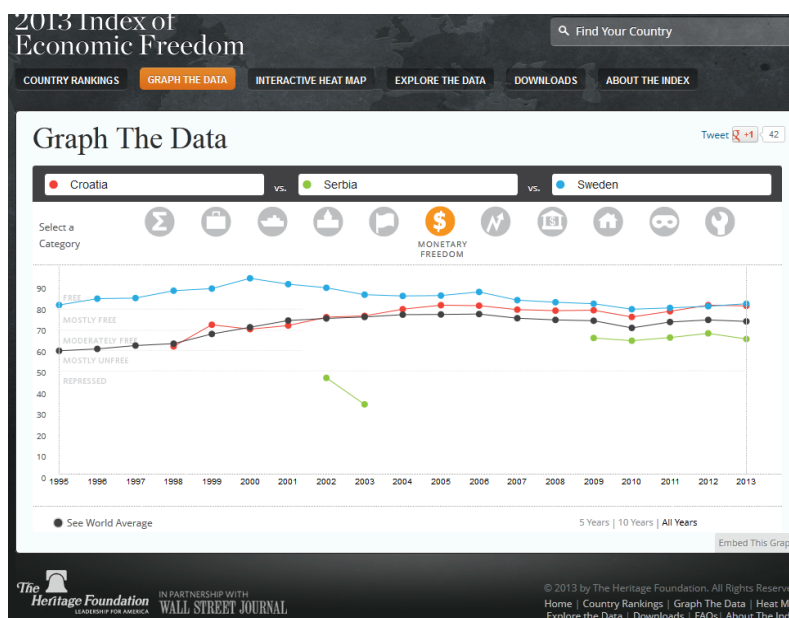 2013 Index of
Economic Freedom
Find Your Country
COUNTRY RANKINGS GRAPH THE DATA INTERACTIVE HEAT MAP EXPLORE THE DATA DOWNLOADS ABOUT THE INDEX
Graph The Data
Tweet +1 42
Croatia vs. Serbia vs. Sweden
Select a
Category
MONETARY
FREEDOM
90
FREE
80
MOSTLY FREE
70
MODERATELY FREE
60
MOSTLY UNFREE
50
REPRESSED
40
30
20
10
0 1995 1996 1997 1998 1999 2000 2001 2002 2003 2004 2005 2006 2007 2008 2009 2010 2011 2012 2013
See World Average
5 Years | 10 Years | All Years
Embed This Grap
The
Heritage Foundation
LEADERSHIP FOR AMERICA
IN PARTNERSHIP WITH
WALL STREET JOURNAL
© 2013 by The Heritage Foundation. All Rights Reserve
Home | Country Rankings | Graph The Data | Heat M
Explore the Data | Downloads | FAQs | About The Ind